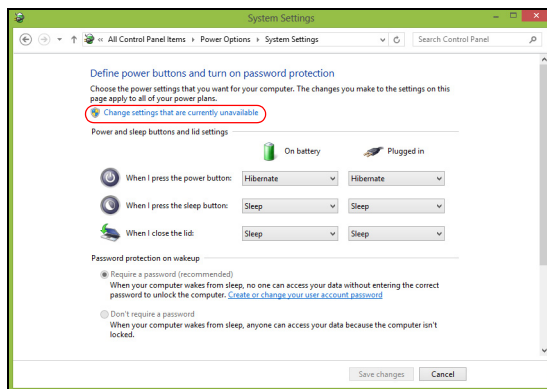 System Settings
« All Control Panel Items ▸ Power Options ▸ System Settings
Search Control Panel
Define power buttons and turn on password protection
Choose the power settings that you want for your computer. The changes you make to the settings on this
page apply to all of your power plans.
Change settings that are currently unavailable
Power and sleep buttons and lid settings
On battery Plugged in
When I press the power button: Hibernate Hibernate
When I press the sleep button: Sleep Sleep
When I close the lid: Sleep Sleep
Password protection on wakeup
Require a password (recommended)
When your computer wakes from sleep, no one can access your data without entering the correct
password to unlock the computer. Create or change your user account password
Don't require a password
When your computer wakes from sleep, anyone can access your data because the computer isn't
locked.
Save changes Cancel